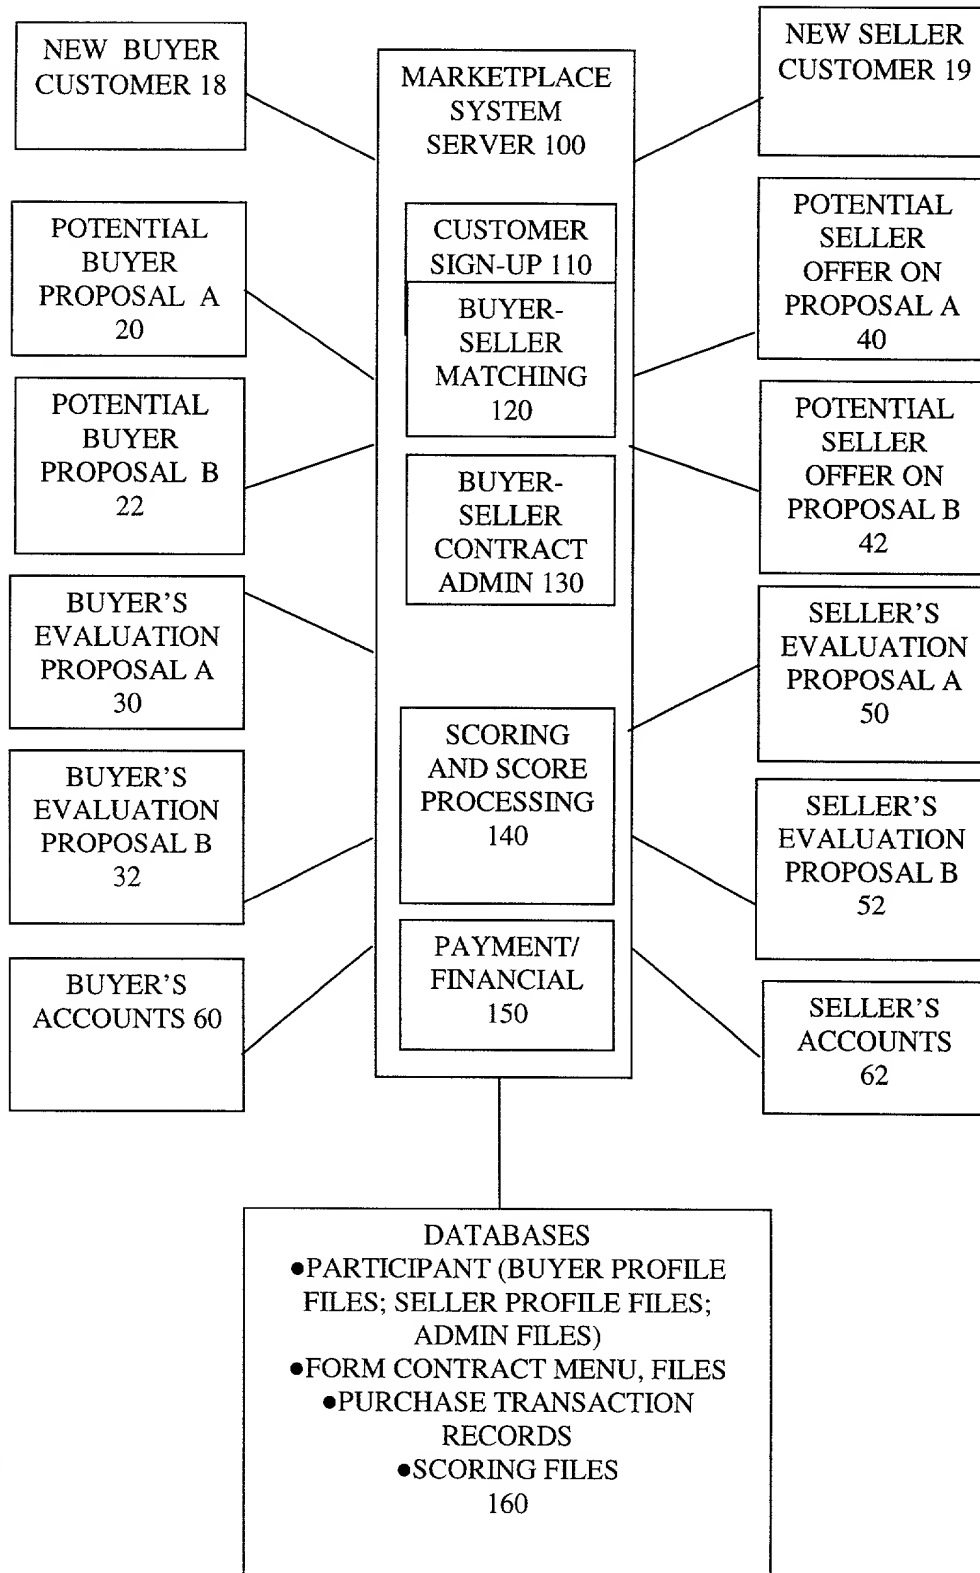 NEW BUYER
CUSTOMER 18
POTENTIAL
BUYER
PROPOSAL A
20
POTENTIAL
BUYER
PROPOSAL B
22
BUYER'S
EVALUATION
PROPOSAL A
30
BUYER'S
EVALUATION
PROPOSAL B
32
BUYER'S
ACCOUNTS 60
MARKETPLACE
SYSTEM
SERVER 100
CUSTOMER
SIGN-UP 110
BUYER-
SELLER
MATCHING
120
BUYER-
SELLER
CONTRACT
ADMIN 130
SCORING
AND SCORE
PROCESSING
140
PAYMENT/
FINANCIAL
150
NEW SELLER
CUSTOMER 19
POTENTIAL
SELLER
OFFER ON
PROPOSAL A
40
POTENTIAL
SELLER
OFFER ON
PROPOSAL B
42
SELLER'S
EVALUATION
PROPOSAL A
50
SELLER'S
EVALUATION
PROPOSAL B
52
SELLER'S
ACCOUNTS
62
DATABASES
●PARTICIPANT (BUYER PROFILE
FILES; SELLER PROFILE FILES;
ADMIN FILES)
●FORM CONTRACT MENU, FILES
●PURCHASE TRANSACTION
RECORDS
●SCORING FILES
160